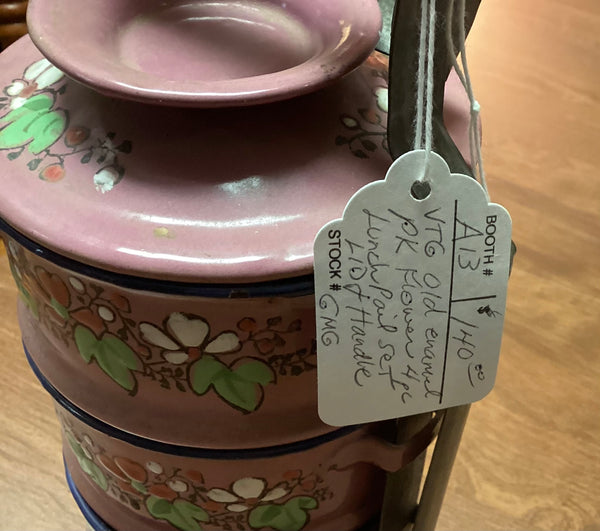 BOOTH #
A13 $140.00
VTG Old enamel
PK Flower 4pc
Lunch Pail set
LID & Handle
STOCK # GMG